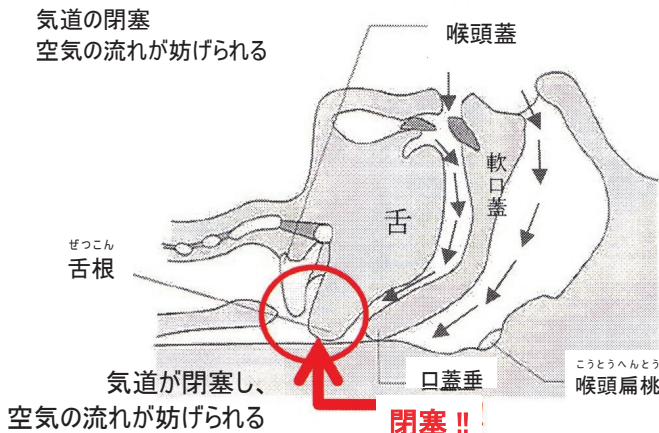 気道の閉塞
空気の流れが妨げられる
喉頭蓋
軟口蓋
舌
ぜつこん
舌根
気道が閉塞し、
空気の流れが妨げられる
口蓋垂
閉塞!!
こうとうへんとう
喉頭扁桃